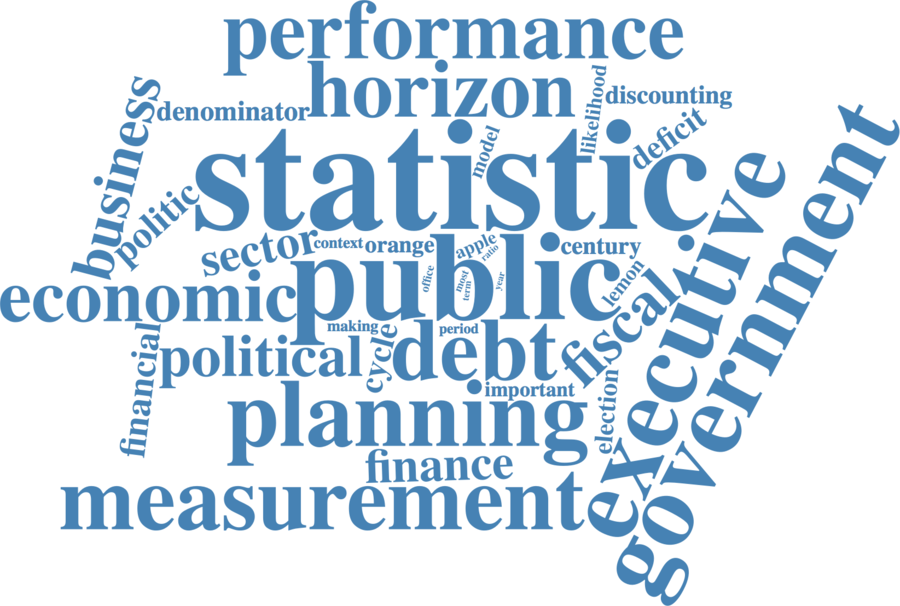 performance
horizon
likelihood
discounting
denominator
business
model
deficit
statistic
politic
executive
government
sector
context
orange
apple
ratio
century
public
office
most
term
year
lemon
economic
fiscal
making
period
financial
political
cycle
debt
important
planning
election
finance
measurement